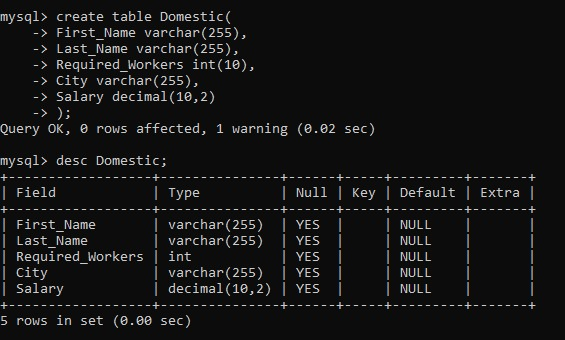 mysql> create table Domestic(
    -> First_Name varchar(255),
    -> Last_Name varchar(255),
    -> Required_Workers int(10),
    -> City varchar(255),
    -> Salary decimal(10,2)
    -> );
Query OK, 0 rows affected, 1 warning (0.02 sec)

mysql> desc Domestic;
+------------------+---------------+------+-----+---------+-------+
| Field            | Type          | Null | Key | Default | Extra |
+------------------+---------------+------+-----+---------+-------+
| First_Name       | varchar(255)  | YES  |     | NULL    |       |
| Last_Name        | varchar(255)  | YES  |     | NULL    |       |
| Required_Workers | int           | YES  |     | NULL    |       |
| City             | varchar(255)  | YES  |     | NULL    |       |
| Salary           | decimal(10,2) | YES  |     | NULL    |       |
+------------------+---------------+------+-----+---------+-------+
5 rows in set (0.00 sec)